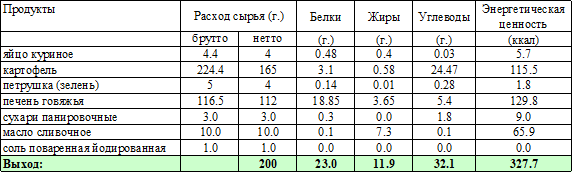 Продукты Расход сырья (г.) Белки Жиры Углеводы Энергетическая ценность
брутто нетто (г.) (г.) (г.) (ккал)
яйцо куриное 4.4 4 0.48 0.4 0.03 5.7
картофель 224.4 165 3.1 0.58 24.47 115.5
петрушка (зелень) 5 4 0.14 0.01 0.28 1.8
печень говяжья 116.5 112 18.85 3.65 5.4 129.8
сухари панировочные 3.0 3.0 0.3 0.0 1.8 9.0
масло сливочное 10.0 10.0 0.1 7.3 0.1 65.9
соль поваренная йодированная 1.0 1.0 0.0 0.0 0.0 0.0
Выход: 200 23.0 11.9 32.1 327.7